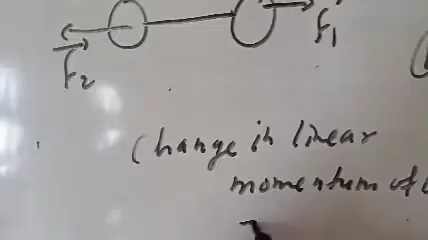 F₂
F₁
Change in linear
momentum of